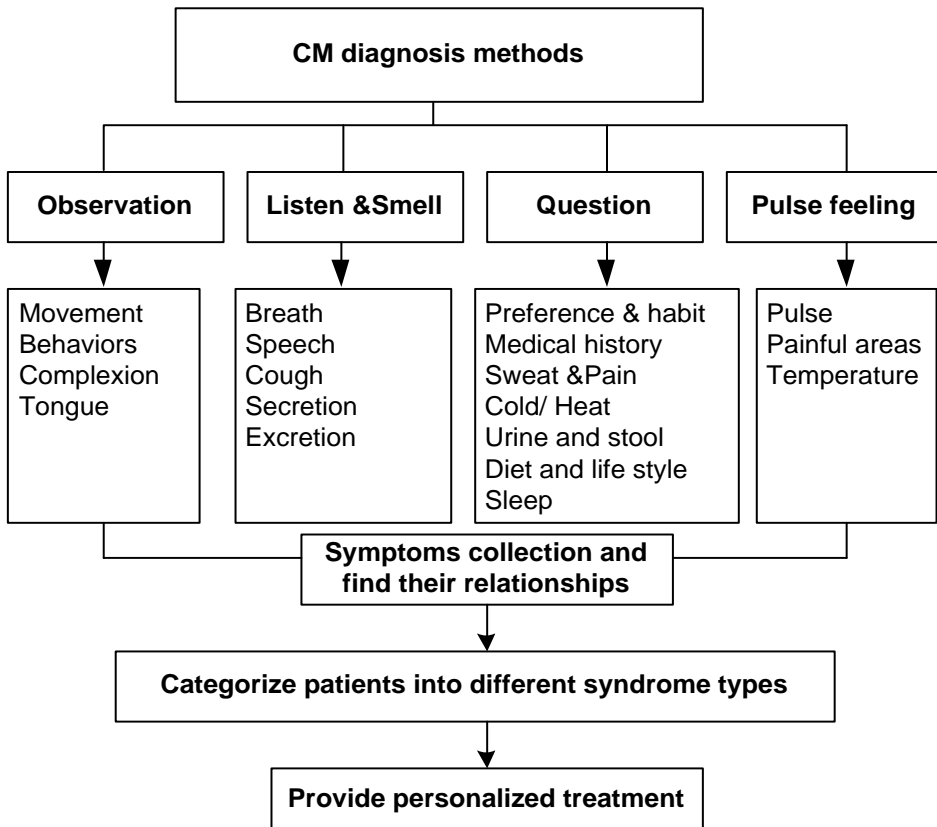 CM diagnosis methods
Observation
Listen &Smell
Question
Pulse feeling
Movement
Behaviors
Complexion
Tongue
Breath
Speech
Cough
Secretion
Excretion
Preference & habit
Medical history
Sweat &Pain
Cold/ Heat
Urine and stool
Diet and life style
Sleep
Pulse
Painful areas
Temperature
Symptoms collection and
find their relationships
Categorize patients into different syndrome types
Provide personalized treatment